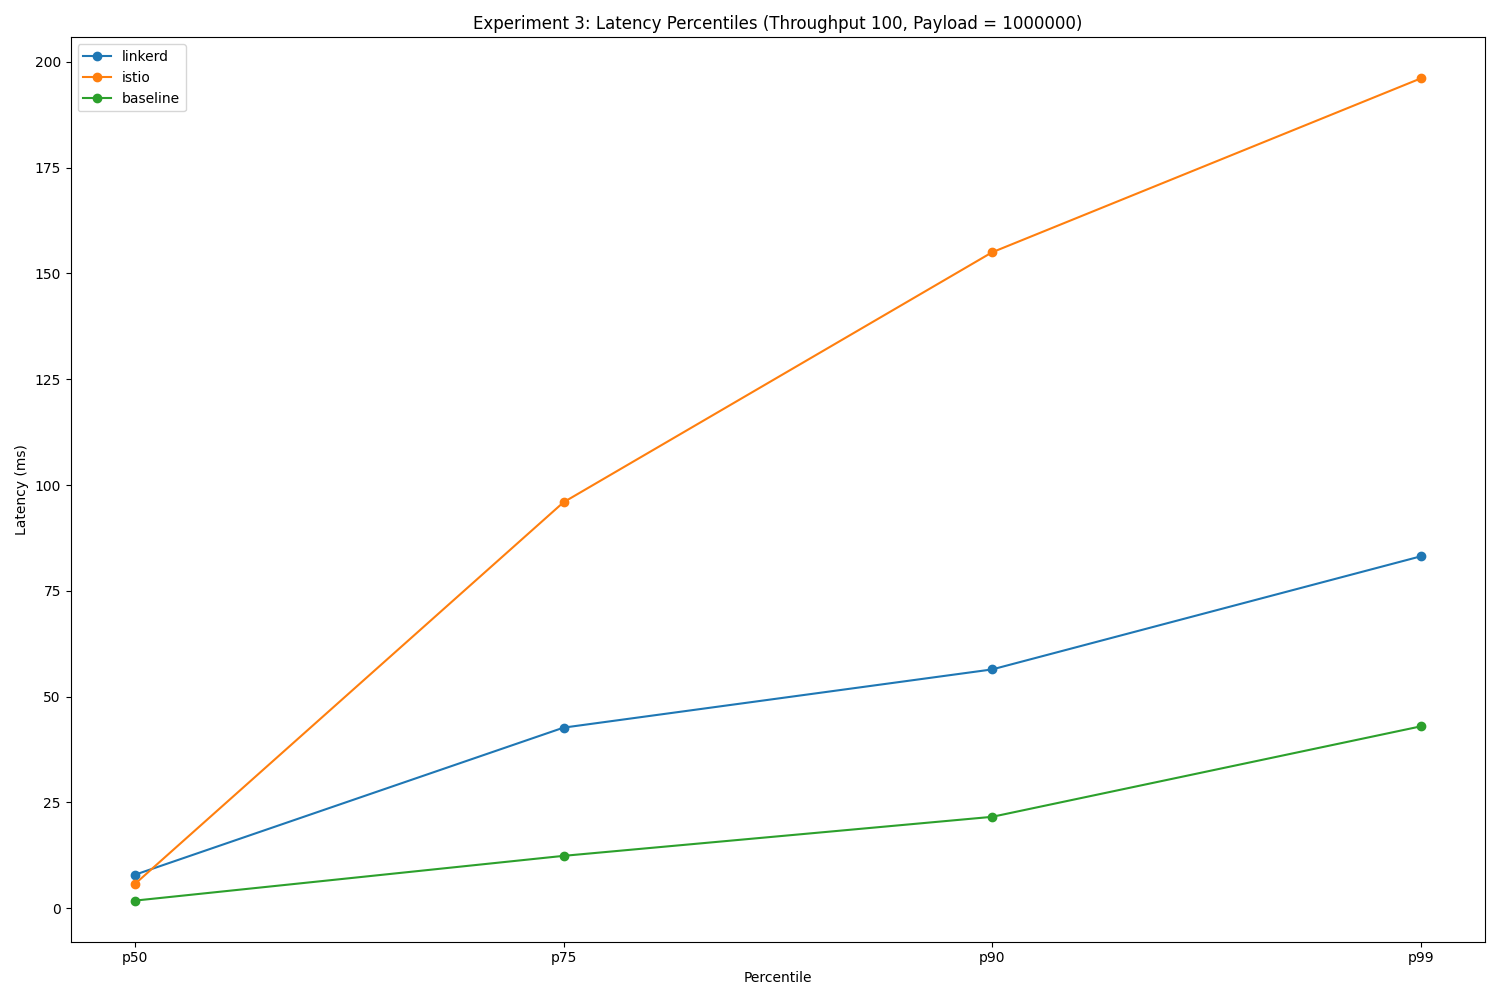 Experiment 3: Latency Percentiles (Throughput 100, Payload = 1000000)
linkerd
istio
baseline
200
175
150
125
100
75
50
25
0
Latency (ms)
p50
p75
p90
p99
Percentile